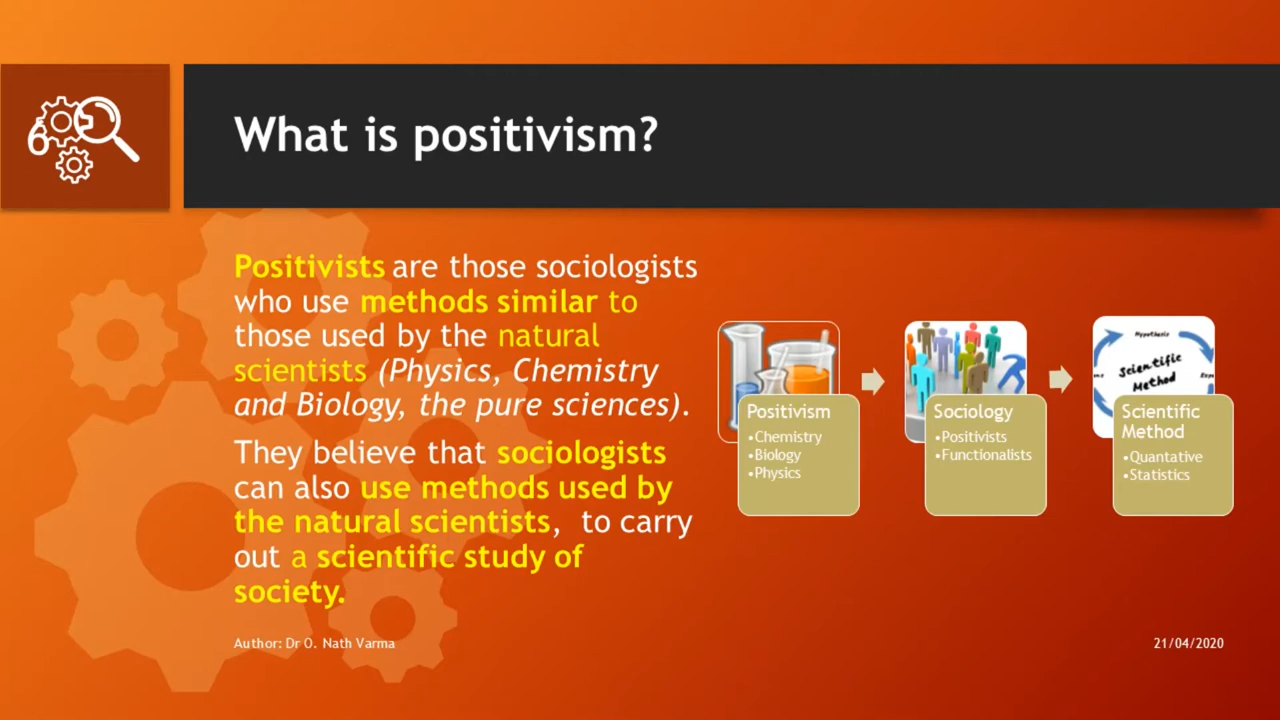 6
What is positivism?
Positivists are those sociologists
who use methods similar to
those used by the natural
scientists (Physics, Chemistry
and Biology, the pure sciences).
They believe that sociologists
can also use methods used by
the natural scientists, to carry
out a scientific study of
society.
Positivism
•Chemistry
•Biology
•Physics
Sociology
•Positivists
•Functionalists
Hypothesis
Scientific
Method
Scientific
Method
•Quantative
•Statistics
Author: Dr O. Nath Varma
21/04/2020